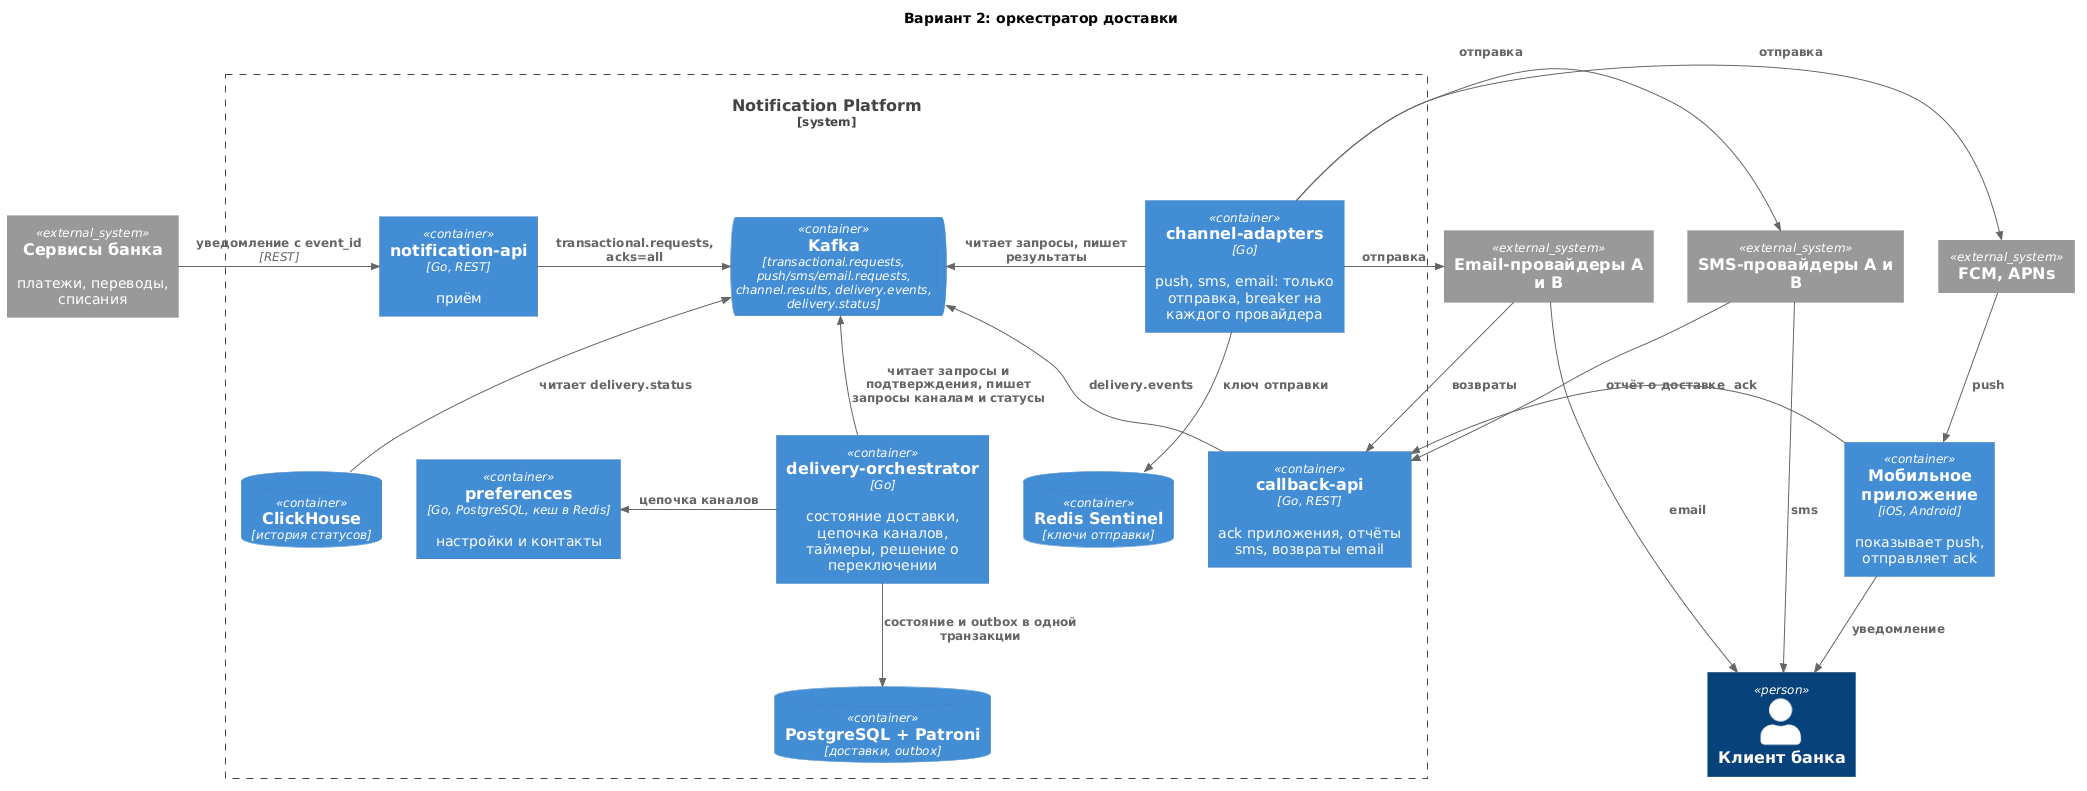 Вариант 2: оркестратор доставки
отправка
отправка
Notification Platform
[system]
«external_system»
Сервисы банка
платежи, переводы,
списания
уведомление с event_id
[REST]
«container»
notification-api
[Go, REST]
приём
transactional.requests,
acks=all
«container»
Kafka
[transactional.requests,
push/sms/email.requests,
channel.results, delivery.events,
delivery.status]
читает запросы, пишет
результаты
«container»
channel-adapters
[Go]
push, sms, email: только
отправка, breaker на
каждого провайдера
отправка
«external_system»
Email-провайдеры A
и B
«external_system»
SMS-провайдеры A и
B
«external_system»
FCM, APNs
читает delivery.status
читает запросы и
подтверждения, пишет
запросы каналам и статусы
delivery.events
ключ отправки
возвраты
отчёт о доставке
ack
push
«container»
ClickHouse
[история статусов]
«container»
preferences
[Go, PostgreSQL, кеш в Redis]
настройки и контакты
цепочка каналов
«container»
delivery-orchestrator
[Go]
состояние доставки,
цепочка каналов,
таймеры, решение о
переключении
«container»
Redis Sentinel
[ключи отправки]
«container»
callback-api
[Go, REST]
ack приложения, отчёты
sms, возвраты email
email
sms
«container»
Мобильное
приложение
[iOS, Android]
показывает push,
отправляет ack
состояние и outbox в одной
транзакции
уведомление
«container»
PostgreSQL + Patroni
[доставки, outbox]
«person»
Клиент банка